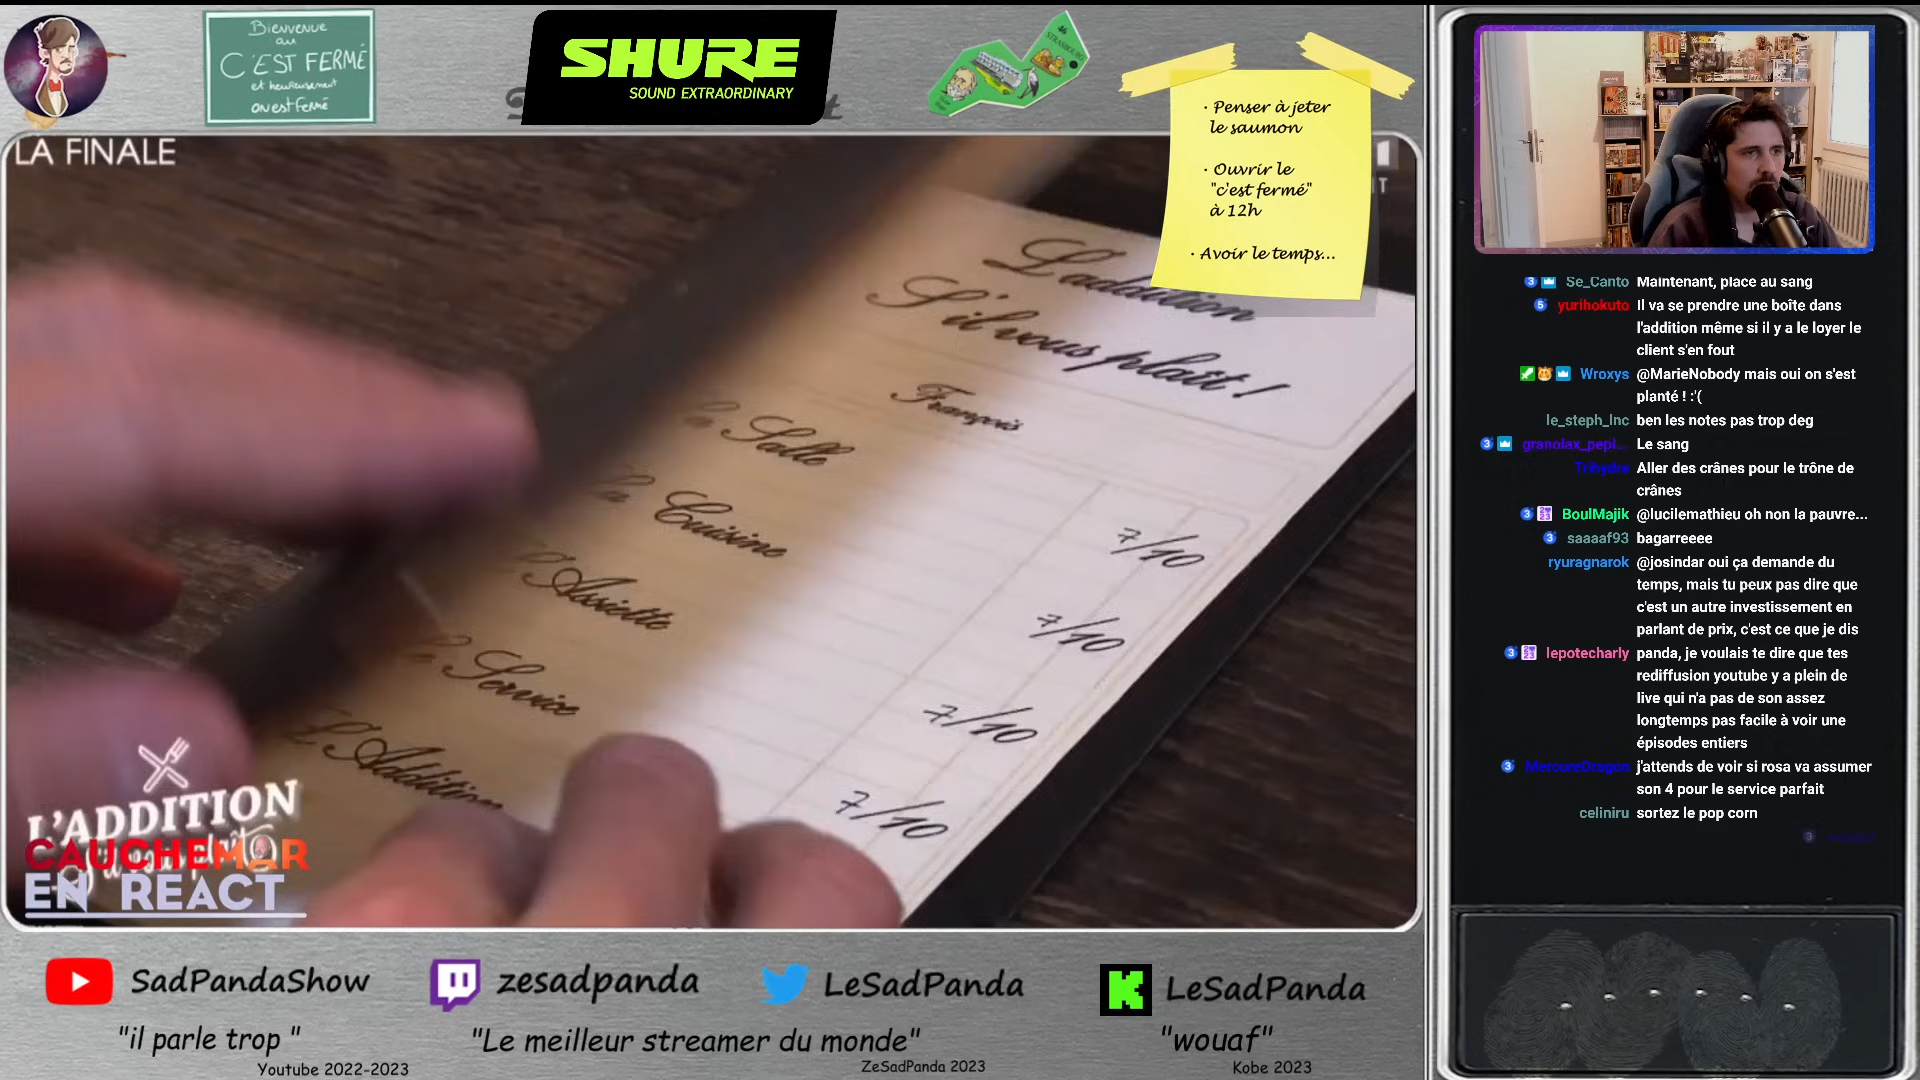 Bienvenue
au
C'EST FERMÉ
et heureusement
on est fermé
SHURE
SOUND EXTRAORDINARY
46
STRASBOURG
· Penser à jeter
le saumon
· Ouvrir le
"c'est fermé"
à 12h
· Avoir le temps...
LA FINALE
L'addition
S'il vous plaît !
François
La Salle
7/10
La Cuisine
7/10
L'Assiette
7/10
Le Service
7/10
L'Addition
L'ADDITION
CAUCHEMAR
EN REACT
Se_Canto Maintenant, place au sang
yurihokuto Il va se prendre une boîte dans
l'addition même si il y a le loyer le
client s'en fout
Wroxys @MarieNobody mais oui on s'est
planté ! :'(
le_steph_Inc ben les notes pas trop deg
granolax_pepi... Le sang
Trihydre Aller des crânes pour le trône de
crânes
BoulMajik @lucilemathieu oh non la pauvre...
saaaaf93 bagarreeee
ryuragnarok @josindar oui ça demande du
temps, mais tu peux pas dire que
c'est un autre investissement en
parlant de prix, c'est ce que je dis
lepotecharly panda, je voulais te dire que tes
rediffusion youtube y a plein de
live qui n'a pas de son assez
longtemps pas facile à voir une
épisodes entiers
MercureDragon j'attends de voir si rosa va assumer
son 4 pour le service parfait
celiniru sortez le pop corn
SadPandaShow
"il parle trop "
Youtube 2022-2023
zesadpanda
"Le meilleur streamer du monde"
ZeSadPanda 2023
LeSadPanda
LeSadPanda
"wouaf"
Kobe 2023